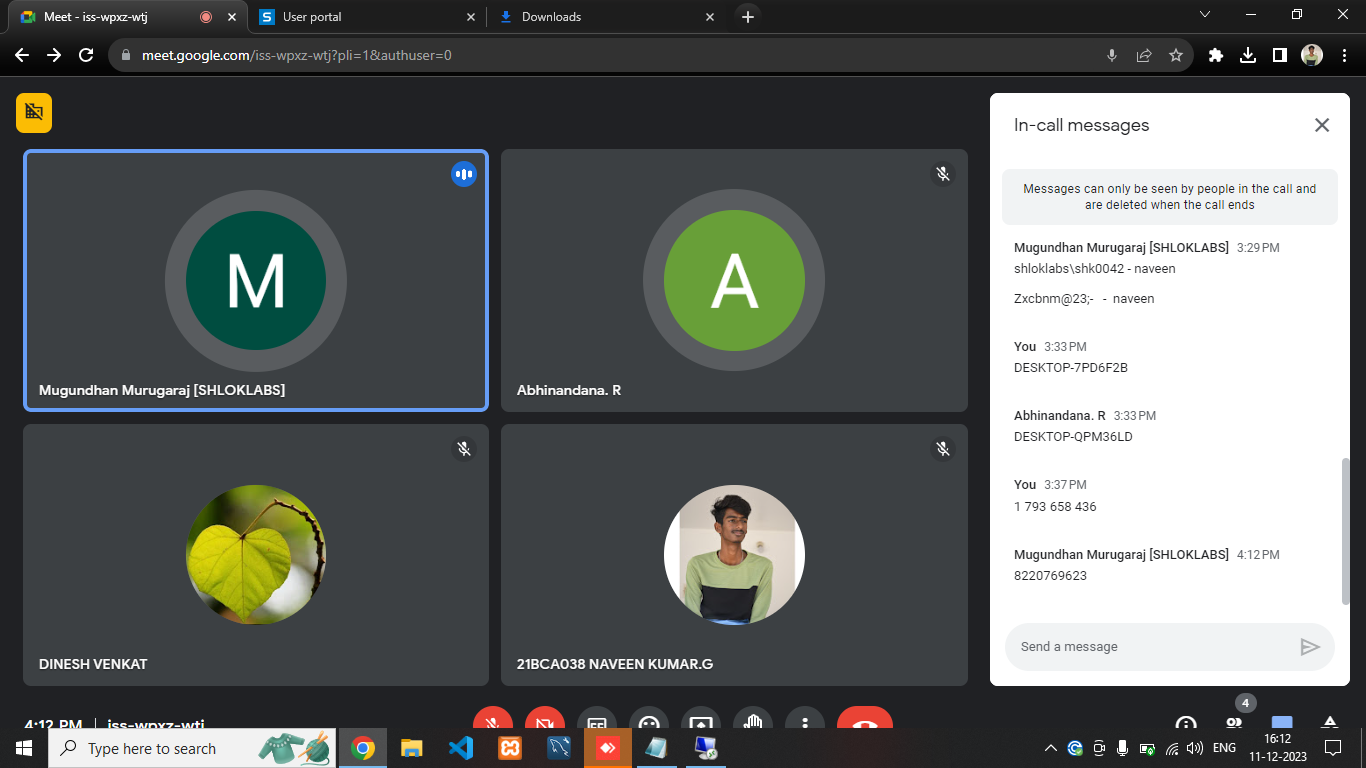 Meet - iss-wpxz-wtj
User portal
Downloads
meet.google.com/iss-wpxz-wtj?pli=1&authuser=0
M
Mugundhan Murugaraj [SHLOKLABS]
A
Abhinandana. R
DINESH VENKAT
21BCA038 NAVEEN KUMAR.G
In-call messages
Messages can only be seen by people in the call and
are deleted when the call ends
Mugundhan Murugaraj [SHLOKLABS] 3:29 PM
shloklabs\shk0042 - naveen
Zxcbnm@23;- - naveen
You 3:33 PM
DESKTOP-7PD6F2B
Abhinandana. R 3:33 PM
DESKTOP-QPM36LD
You 3:37 PM
1 793 658 436
Mugundhan Murugaraj [SHLOKLABS] 4:12 PM
8220769623
Send a message
4:12 PM | iss-wpxz-wtj
4
Type here to search
ENG
16:12
11-12-2023